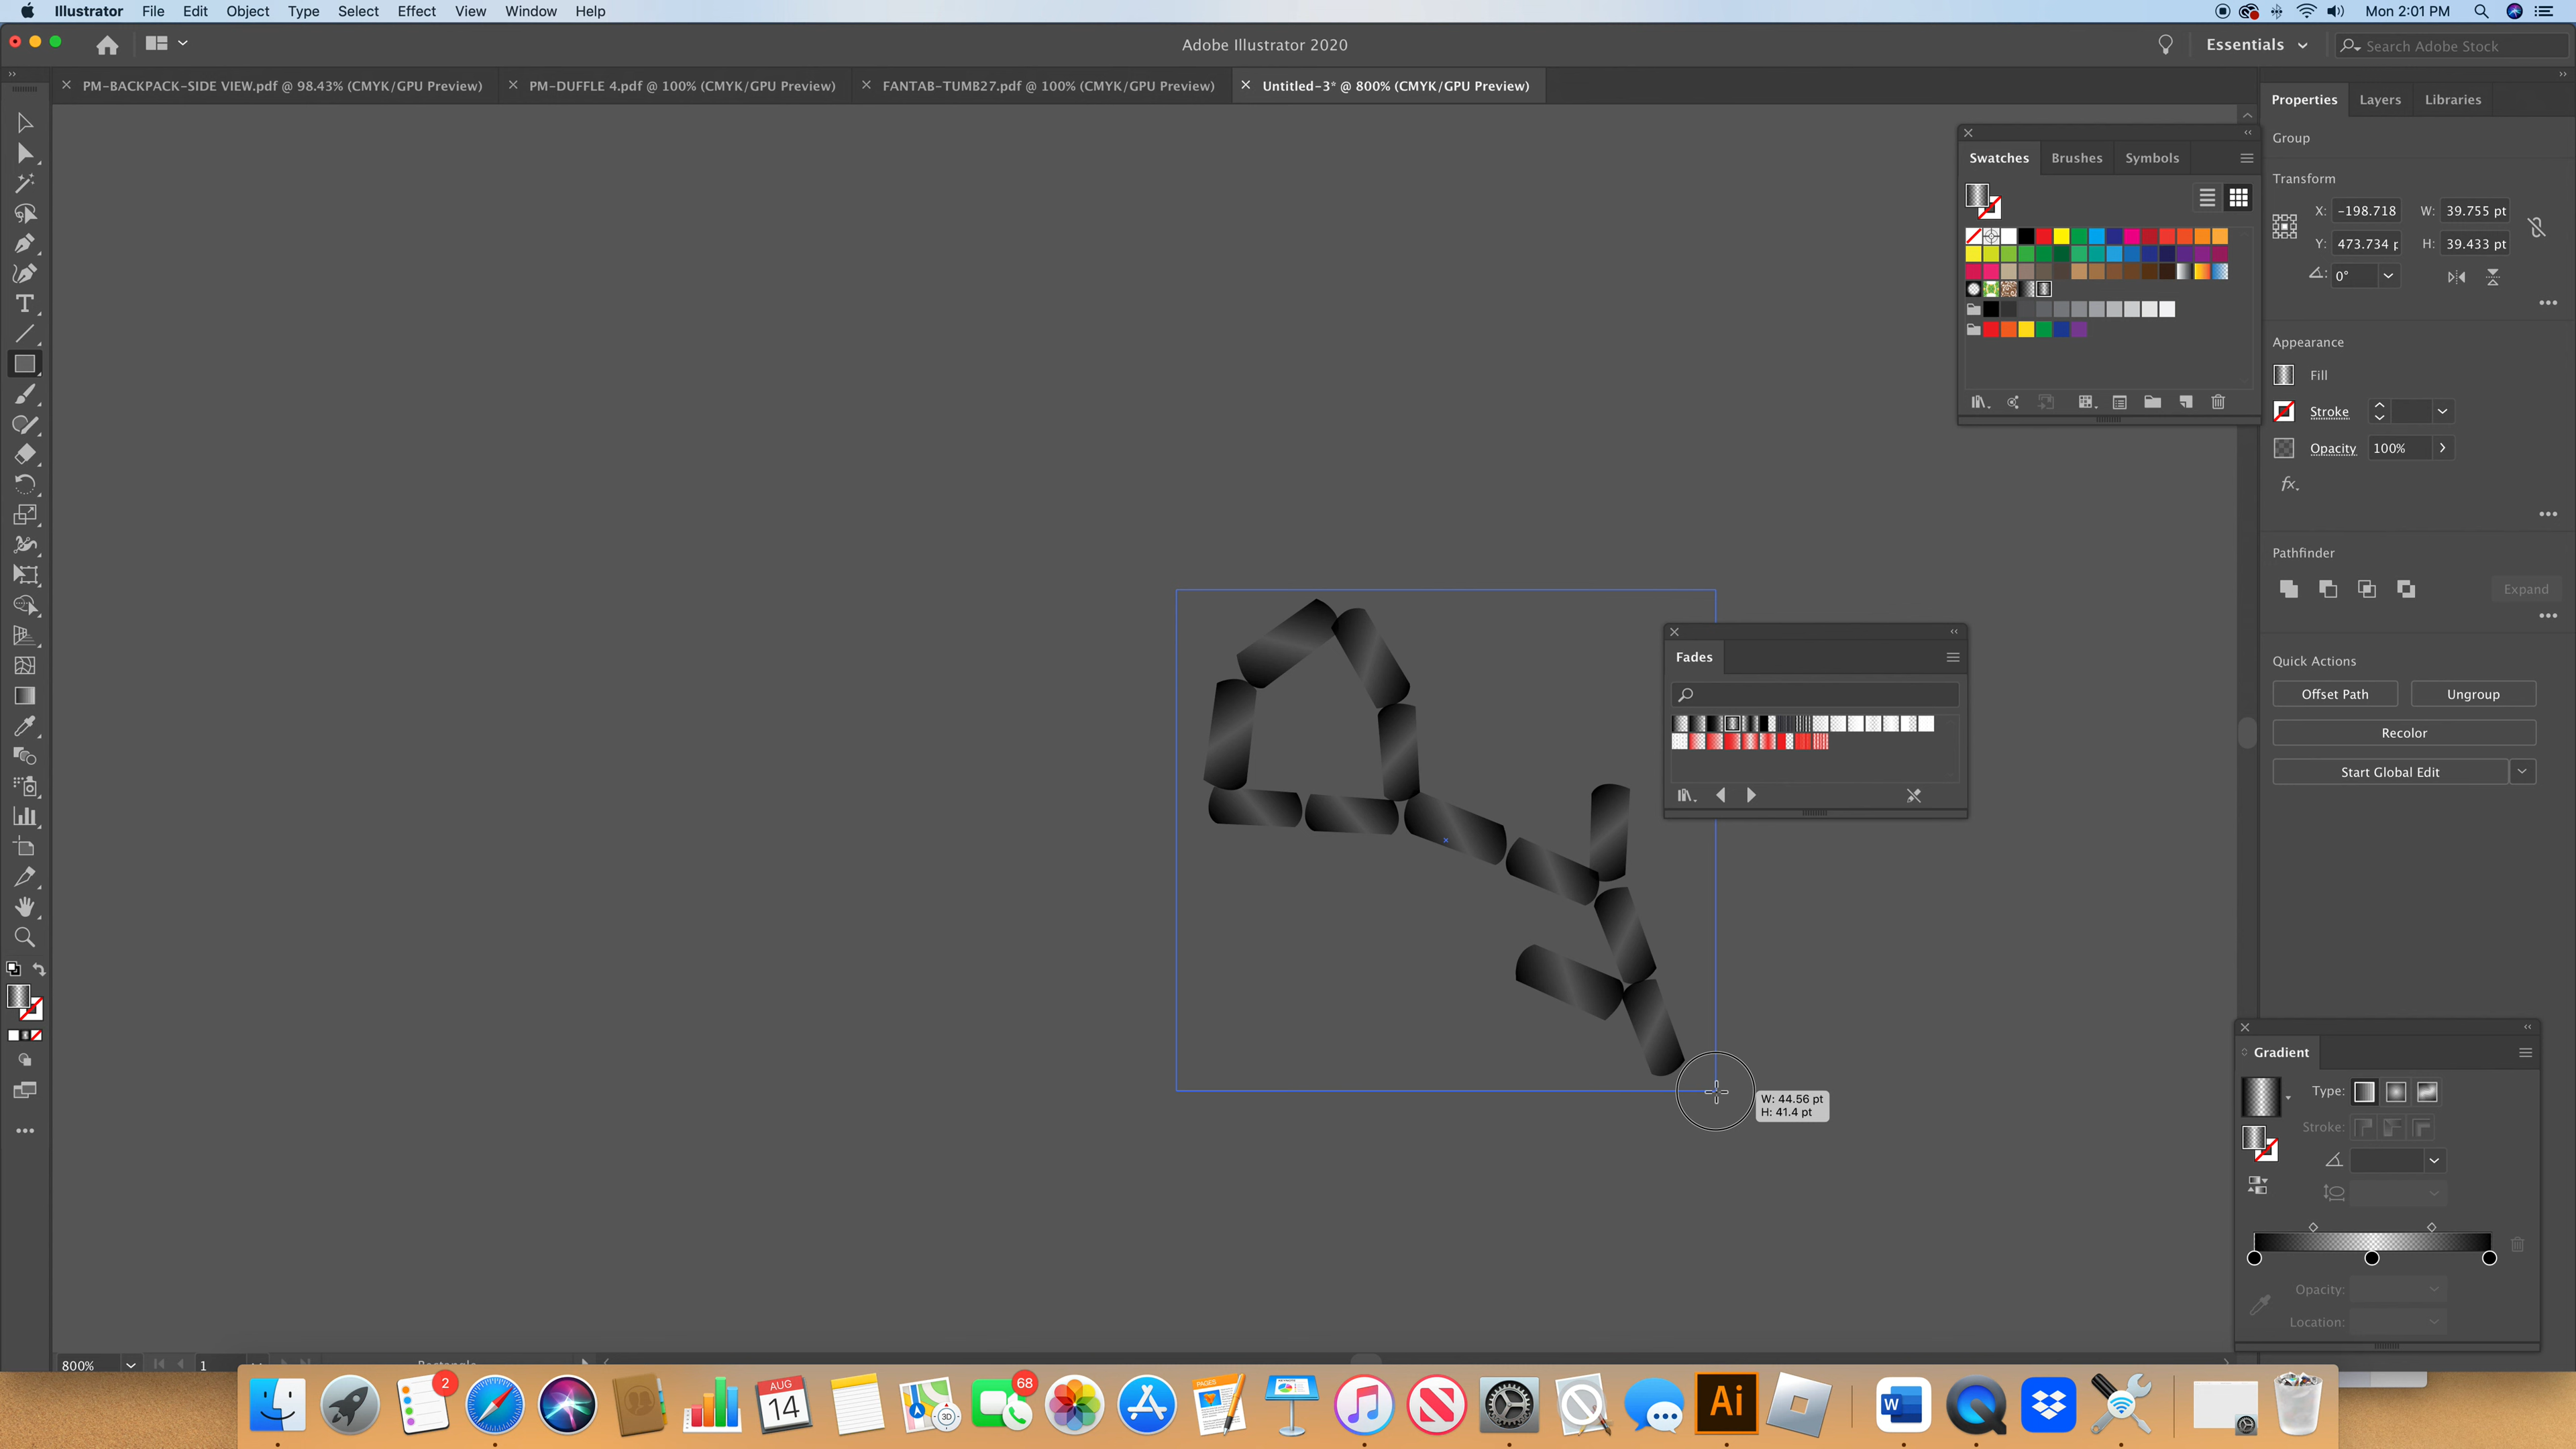 Illustrator File Edit Object Type Select Effect View Window Help
Mon 2:01 PM
Adobe Illustrator 2020
Essentials
Search Adobe Stock
PM-BACKPACK-SIDE VIEW.pdf @ 98.43% (CMYK/GPU Preview)
PM-DUFFLE 4.pdf @ 100% (CMYK/GPU Preview)
FANTAB-TUMB27.pdf @ 100% (CMYK/GPU Preview)
Untitled-3* @ 800% (CMYK/GPU Preview)
Properties Layers Libraries
Group
Transform
X: -198.718 W: 39.755 pt
Y: 473.734 p H: 39.433 pt
0°
Appearance
Fill
Stroke
Opacity 100%
fx.
Pathfinder
Expand
Quick Actions
Offset Path Ungroup
Recolor
Start Global Edit
Swatches Brushes Symbols
Fades
W: 44.56 pt
H: 41.4 pt
Gradient
Type:
Stroke:
Opacity:
Location:
800% 1 Rectangle
2
AUG
14
3D
68
Ai
W